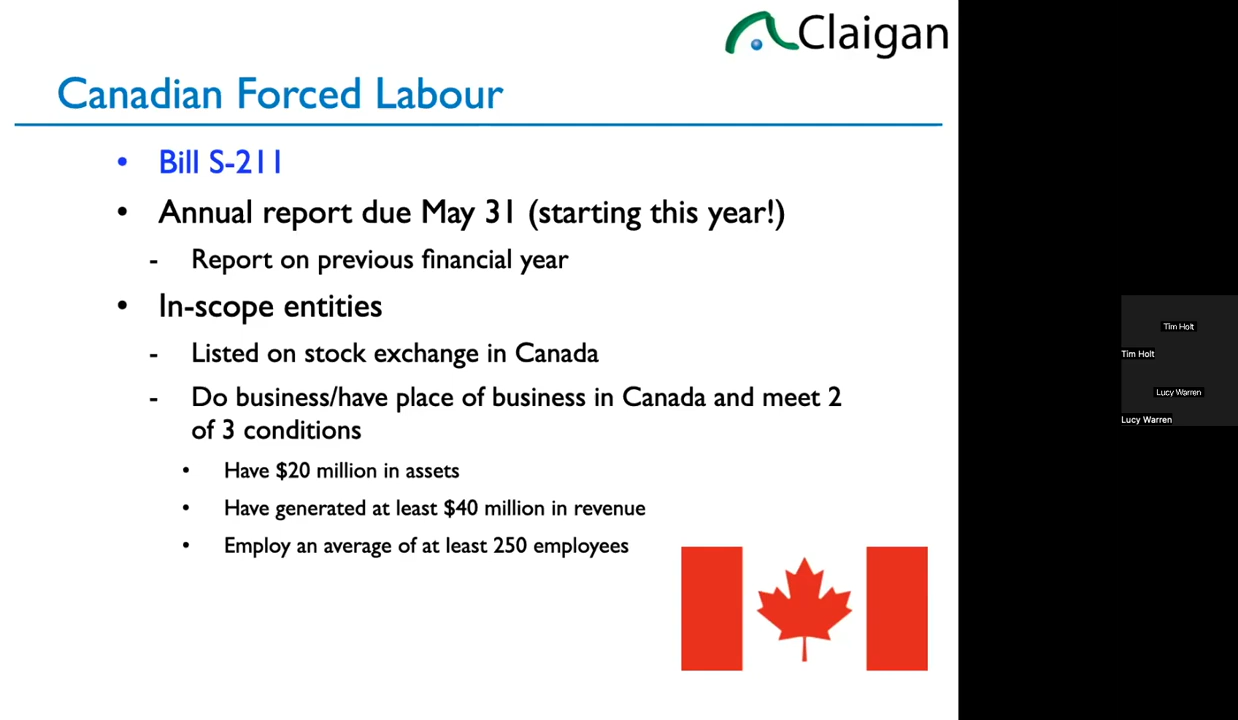 Claigan
Canadian Forced Labour
• Bill S-211
• Annual report due May 31 (starting this year!)
- Report on previous financial year
• In-scope entities
- Listed on stock exchange in Canada
- Do business/have place of business in Canada and meet 2
of 3 conditions
• Have $20 million in assets
• Have generated at least $40 million in revenue
• Employ an average of at least 250 employees
Tim Holt
Tim Holt
Lucy Warren
Lucy Warren